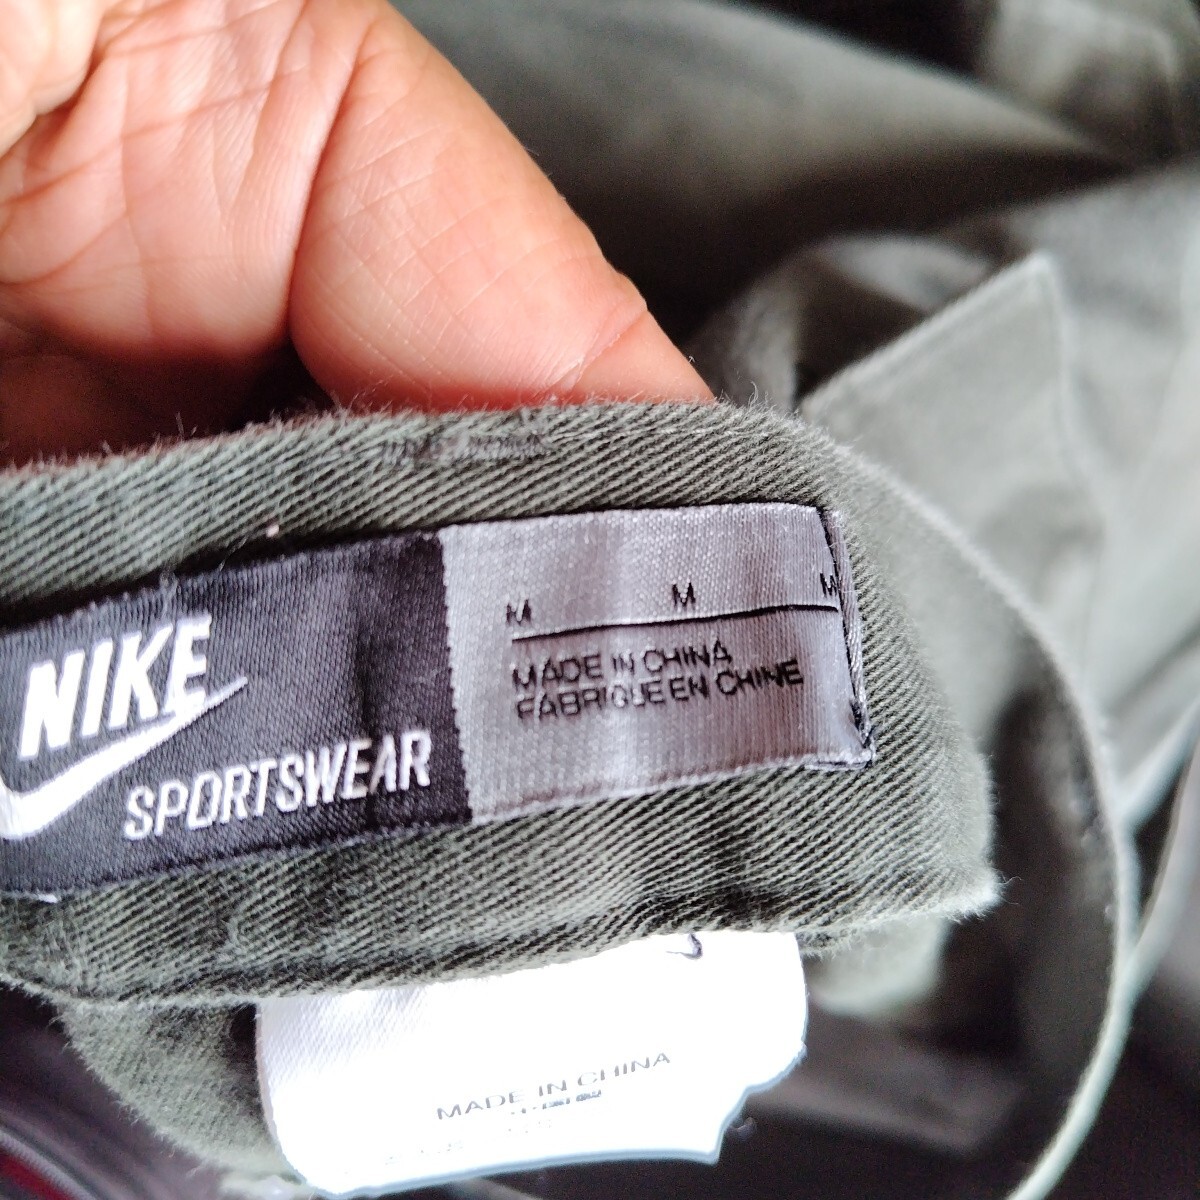 NIKE
SPORTSWEAR
M M M
MADE IN CHINA
FABRIQUE EN CHINE
MADE IN CHINA